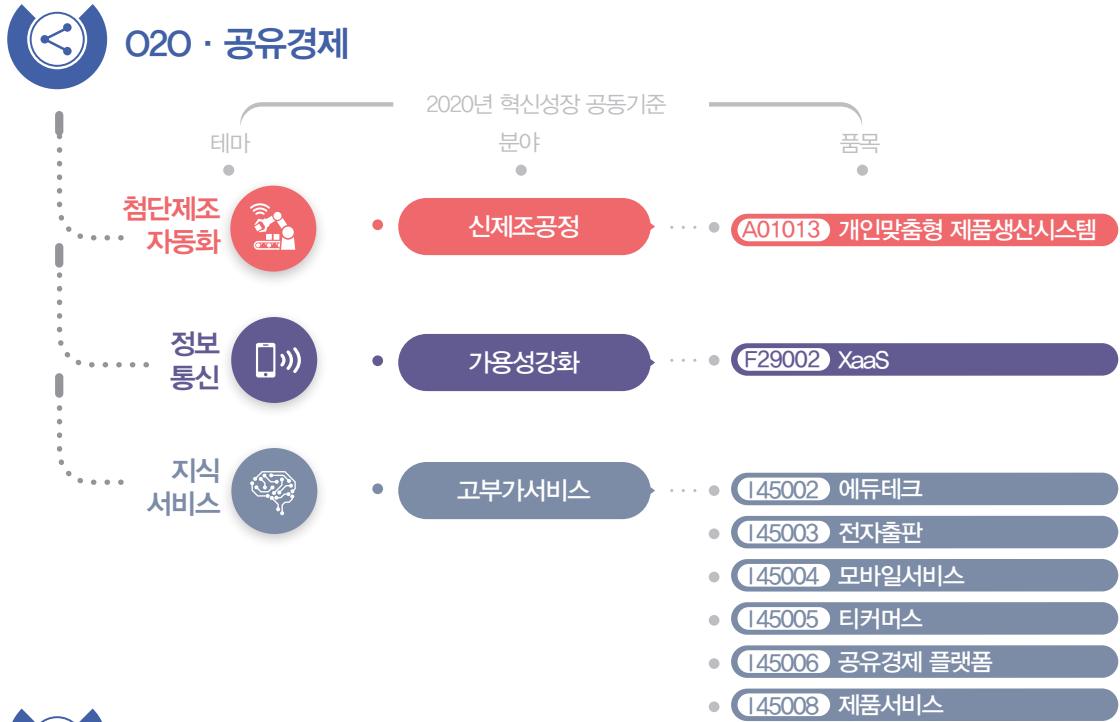 O2O · 공유경제
2020년 혁신성장 공동기준
테마
분야
품목
첨단제조
자동화
신제조공정
A01013 개인맞춤형 제품생산시스템
정보
통신
가용성강화
F29002 XaaS
지식
서비스
고부가서비스
I45002 에듀테크
I45003 전자출판
I45004 모바일서비스
I45005 티커머스
I45006 공유경제 플랫폼
I45008 제품서비스